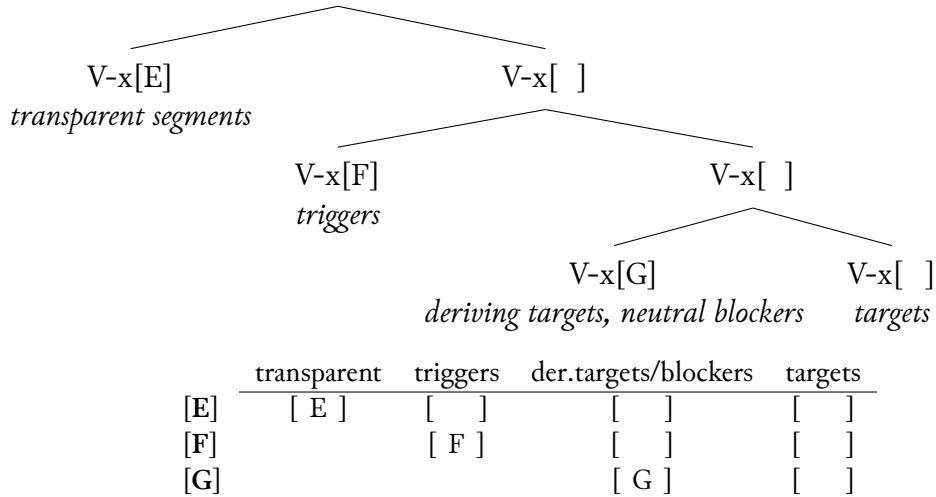 V-x[E] V-x[ ]
transparent segments
V-x[F] V-x[ ]
triggers
V-x[G] V-x[ ]
deriving targets, neutral blockers targets
transparent triggers der.targets/blockers targets
[E] [ E ] [ ] [ ] [ ]
[F] [ F ] [ ] [ ]
[G] [ G ] [ ]